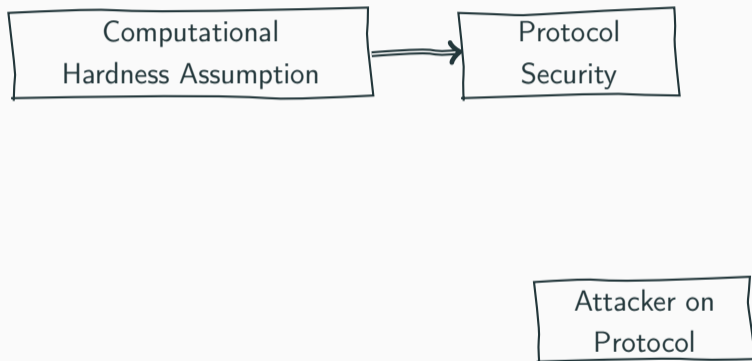 Computational
Hardness Assumption
Protocol
Security
Attacker on
Protocol